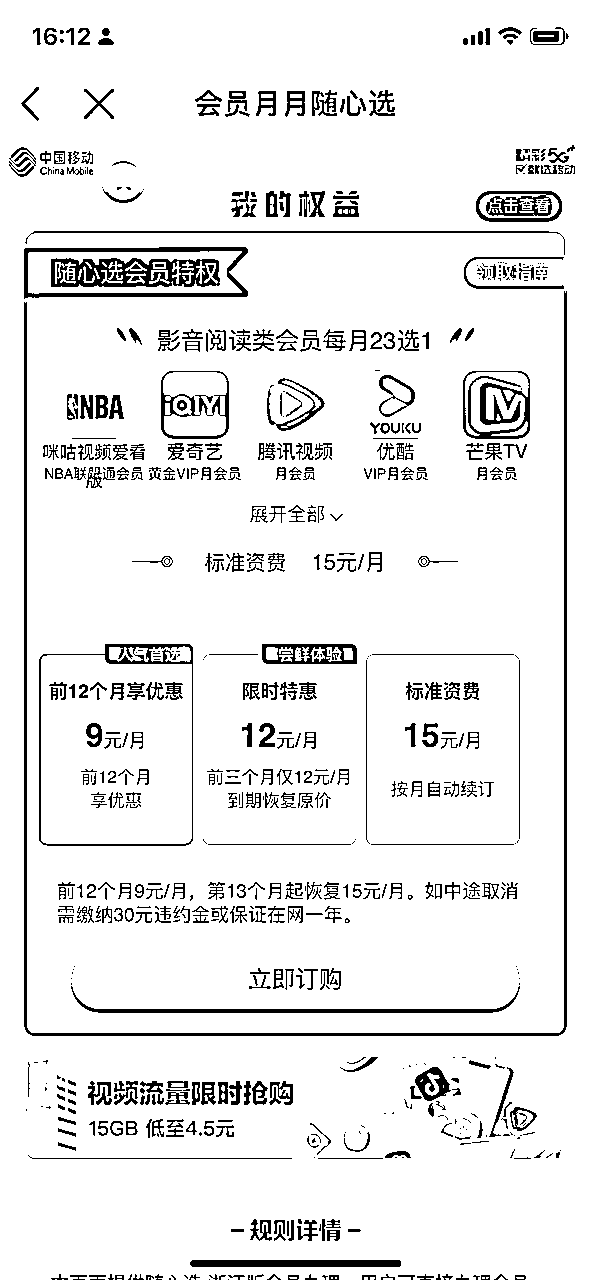 16:12
会员月月随心选
中国移动
China Mobile
我的权益
点击查看
随心选会员特权
领取指南
影音阅读类会员每月23选1
NBA
iQIYI
YOUKU
咪咕视频爱看 爱奇艺 腾讯视频 优酷 芒果TV
NBA联盟通会员 黄金VIP月会员 月会员 VIP月会员 月会员
版
展开全部
标准资费 15元/月
人气首选 尝鲜体验
前12个月享优惠 限时特惠 标准资费
9元/月 12元/月 15元/月
前12个月 前三个月仅12元/月 按月自动续订
享优惠 到期恢复原价
前12个月9元/月，第13个月起恢复15元/月。如中途取消
需缴纳30元违约金或保证在网一年。
立即订购
视频流量限时抢购
15GB 低至4.5元
– 规则详情 –